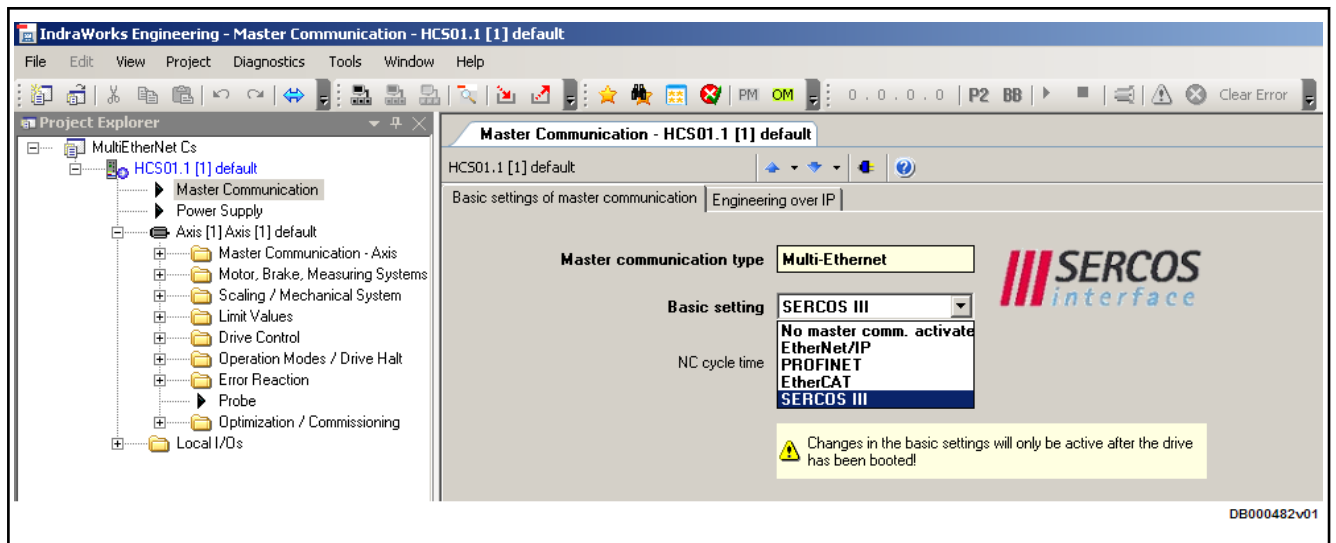 IndraWorks Engineering - Master Communication - HCS01.1 [1] default
File Edit View Project Diagnostics Tools Window Help
PM OM 0 . 0 . 0 . 0 P2 BB Clear Error
Project Explorer
MultiEtherNet Cs
HCS01.1 [1] default
Master Communication
Power Supply
Axis [1] Axis [1] default
Master Communication - Axis
Motor, Brake, Measuring Systems
Scaling / Mechanical System
Limit Values
Drive Control
Operation Modes / Drive Halt
Error Reaction
Probe
Optimization / Commissioning
Local I/Os
Master Communication - HCS01.1 [1] default
HCS01.1 [1] default
Basic settings of master communication Engineering over IP
Master communication type Multi-Ethernet
SERCOS
interface
Basic setting SERCOS III
No master comm. activate
EtherNet/IP
NC cycle time
PROFINET
EtherCAT
SERCOS III
Changes in the basic settings will only be active after the drive
has been booted!
DB000482v01